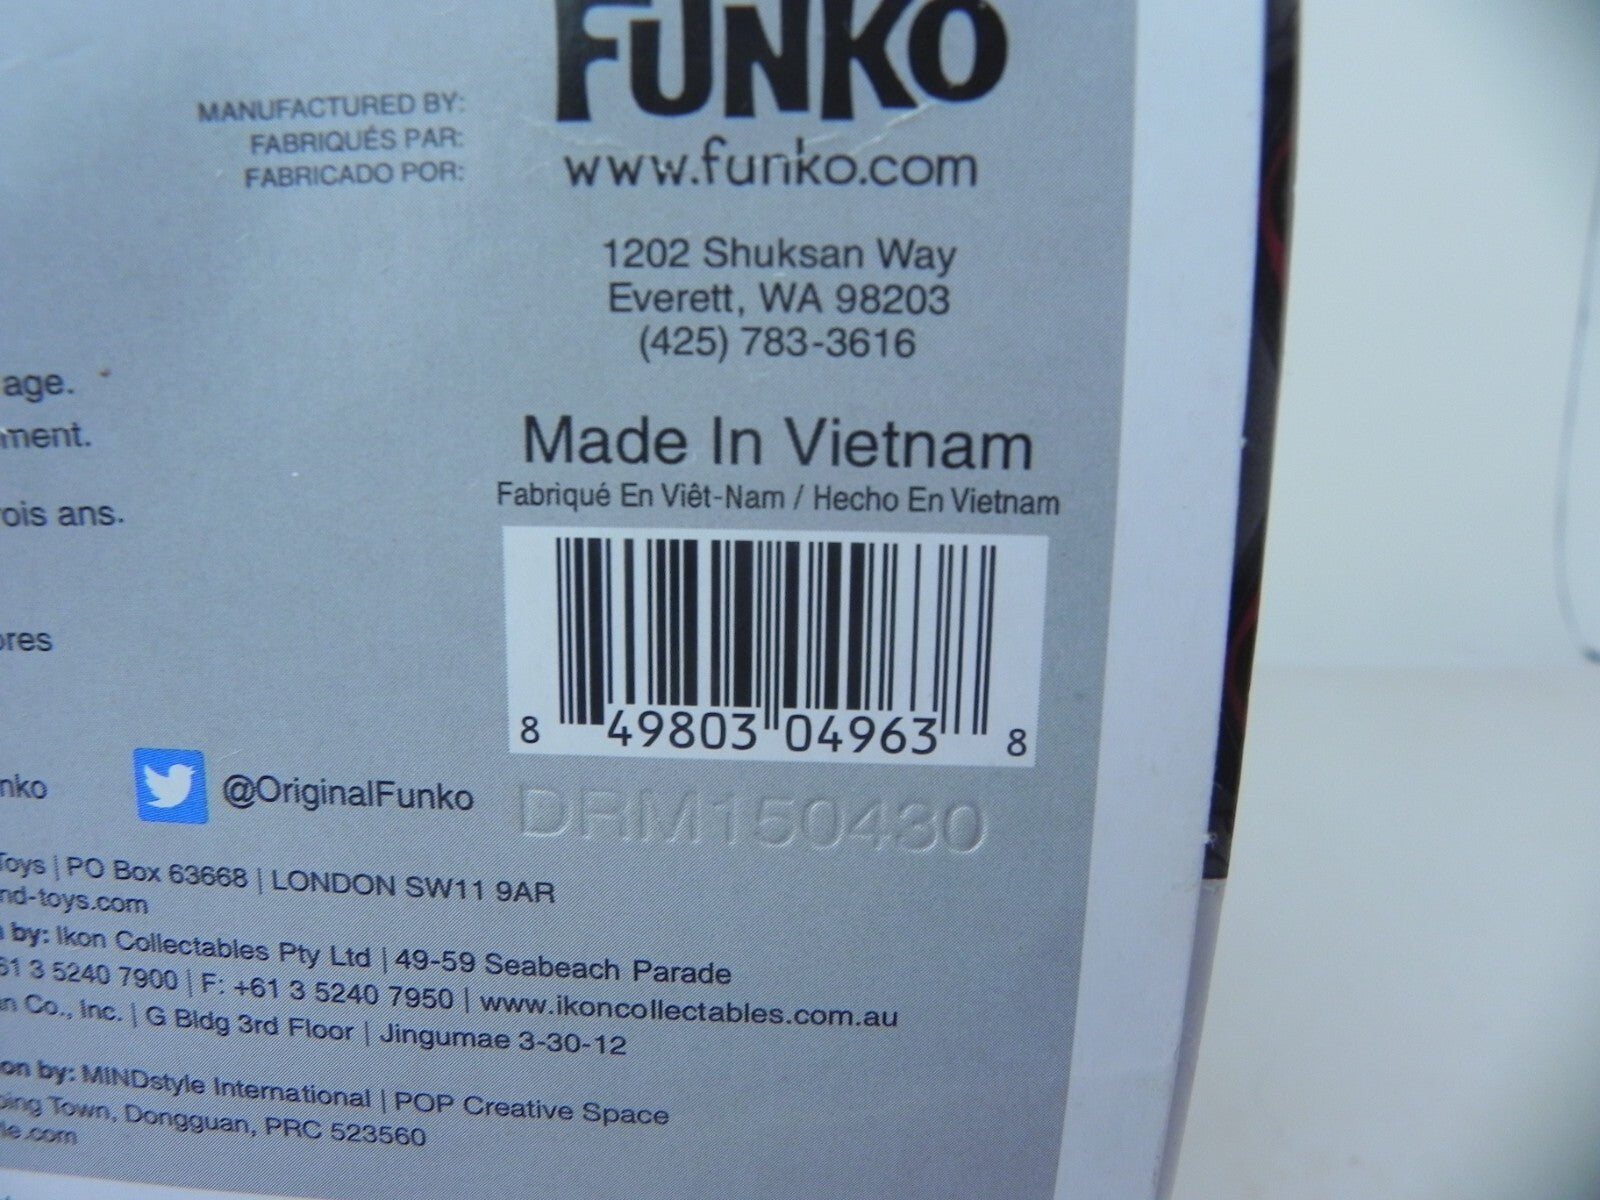 FUNKO
MANUFACTURED BY:
FABRIQUÉS PAR:
FABRICADO POR:
www.funko.com
1202 Shuksan Way
Everett, WA 98203
(425) 783-3616
age.
ment.
Made In Vietnam
Fabriqué En Viêt-Nam / Hecho En Vietnam
ois ans.
ores
8 49803 04963 8
nko
@OriginalFunko
DRM150430
Toys | PO Box 63668 | LONDON SW11 9AR
nd-toys.com
by: Ikon Collectables Pty Ltd | 49-59 Seabeach Parade
61 3 5240 7900 | F: +61 3 5240 7950 | www.ikoncollectables.com.au
an Co., Inc. | G Bldg 3rd Floor | Jingumae 3-30-12
on by: MINDstyle International | POP Creative Space
ping Town, Dongguan, PRC 523560
le.com